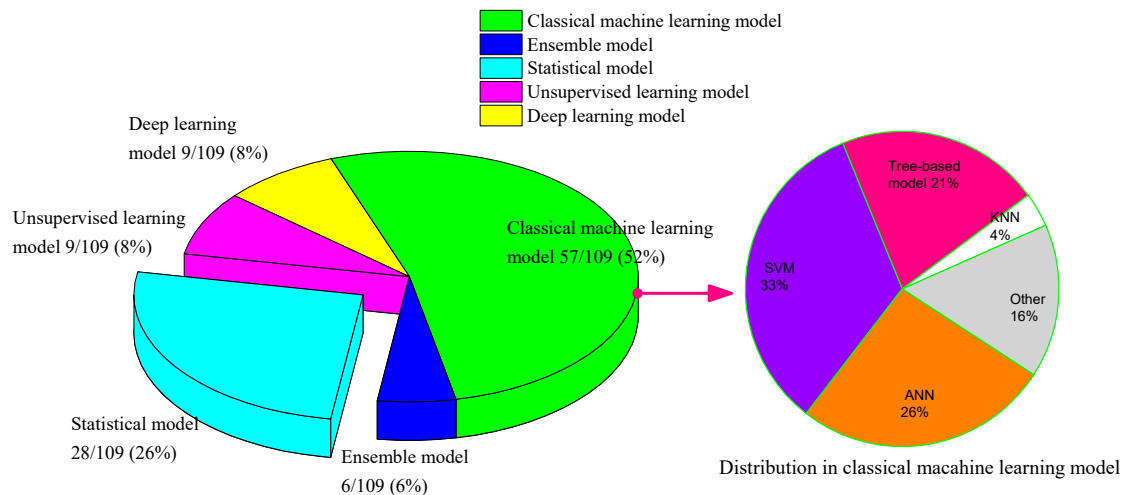 Classical machine learning model
Ensemble model
Statistical model
Unsupervised learning model
Deep learning model
Deep learning
model 9/109 (8%)
Unsupervised learning
model 9/109 (8%)
Classical machine learning
model 57/109 (52%)
Statistical model
28/109 (26%)
Ensemble model
6/109 (6%)
Tree-based
model 21%
KNN
4%
SVM
33%
Other
16%
ANN
26%
Distribution in classical macahine learning model